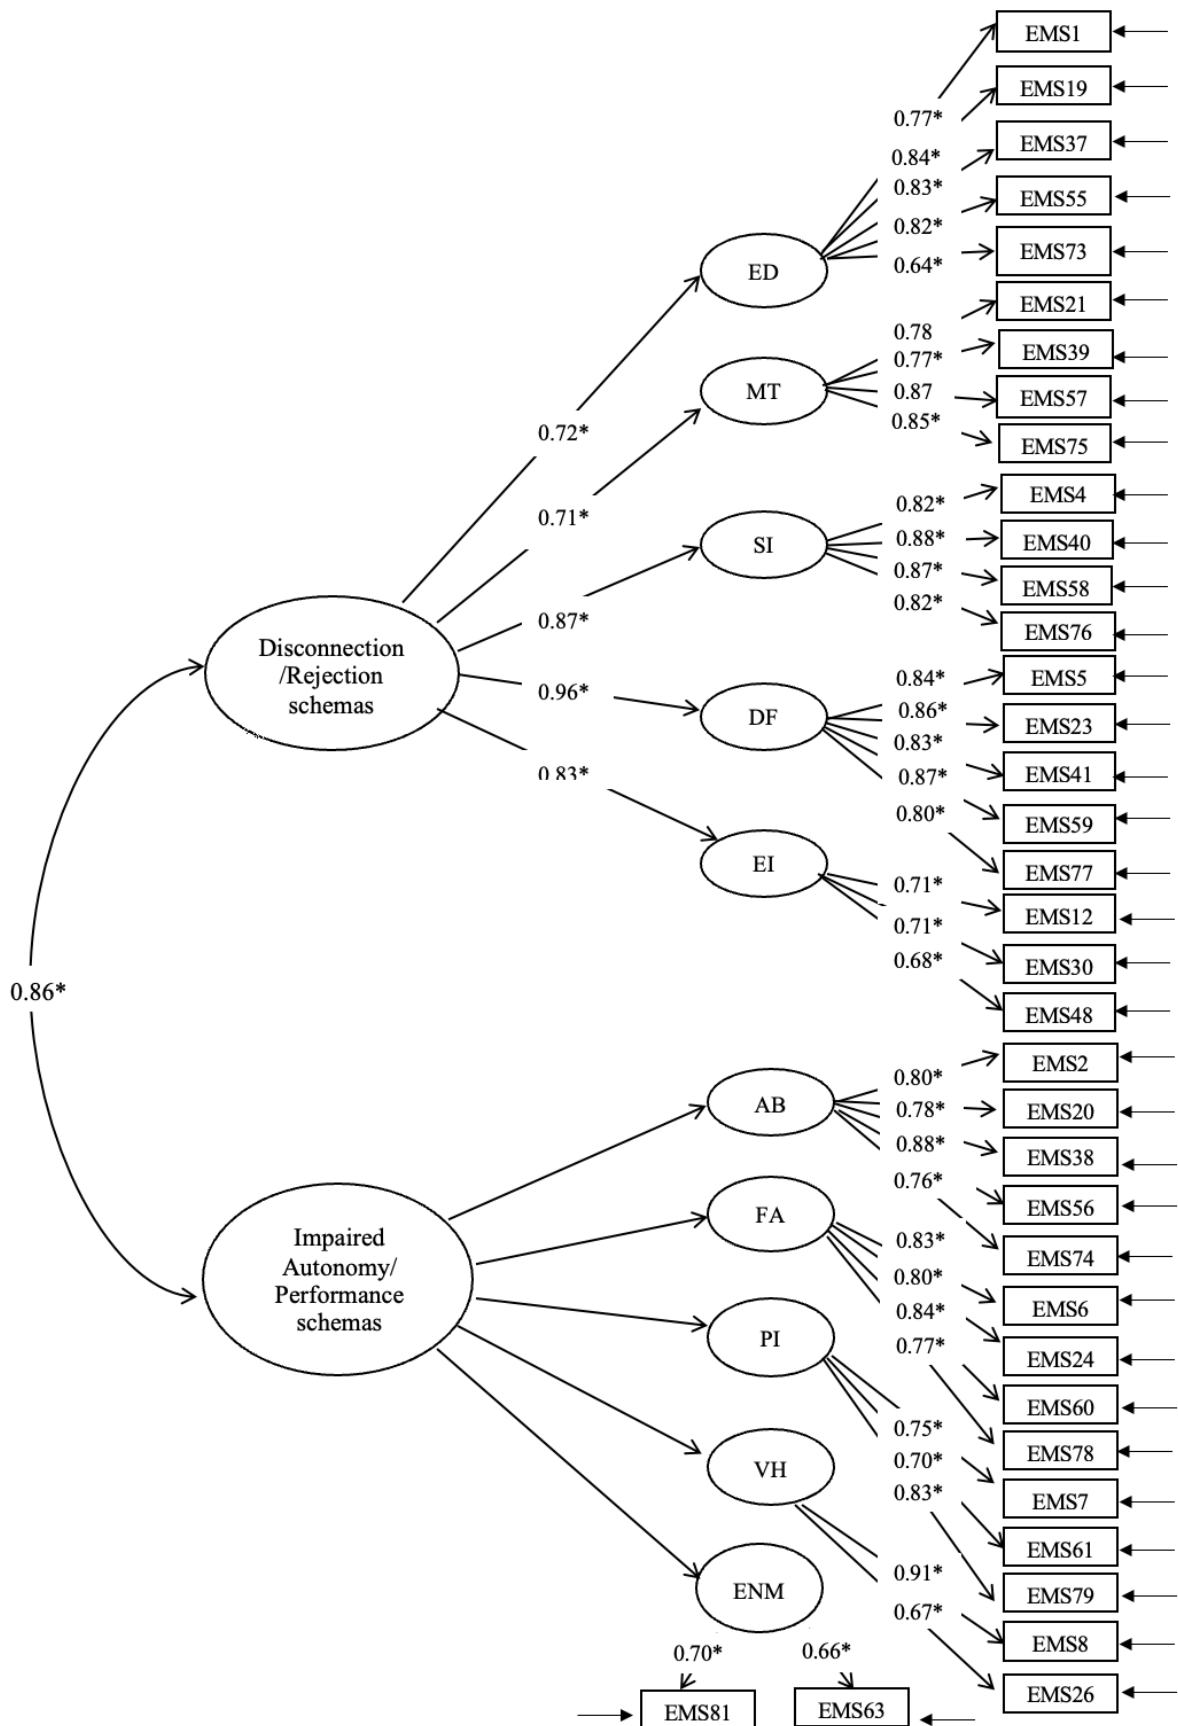 EMS1
EMS19
0.77*
EMS37
0.84*
0.83*
EMS55
0.82*
EMS73
0.64*
ED
EMS21
0.78
EMS39
0.77*
MT
0.87
EMS57
0.85*
0.72*
EMS75
EMS4
0.82*
0.71*
SI
0.88*
EMS40
0.87*
EMS58
0.82*
0.87*
EMS76
Disconnection
/Rejection
schemas
0.84*
EMS5
0.96*
0.86*
DF
EMS23
0.83*
EMS41
0.83*
0.87*
0.80*
EMS59
EI
EMS77
0.71*
EMS12
0.71*
0.68*
EMS30
0.86*
EMS48
EMS2
0.80*
AB
0.78*
EMS20
0.88*
EMS38
0.76*
EMS56
FA
0.83*
EMS74
Impaired
Autonomy/
Performance
schemas
0.80*
EMS6
0.84*
PI
0.77*
EMS24
EMS60
0.75*
EMS78
0.70*
VH
0.83*
EMS7
EMS61
0.91*
ENM
EMS79
0.67*
EMS8
0.70*
0.66*
EMS26
EMS81
EMS63